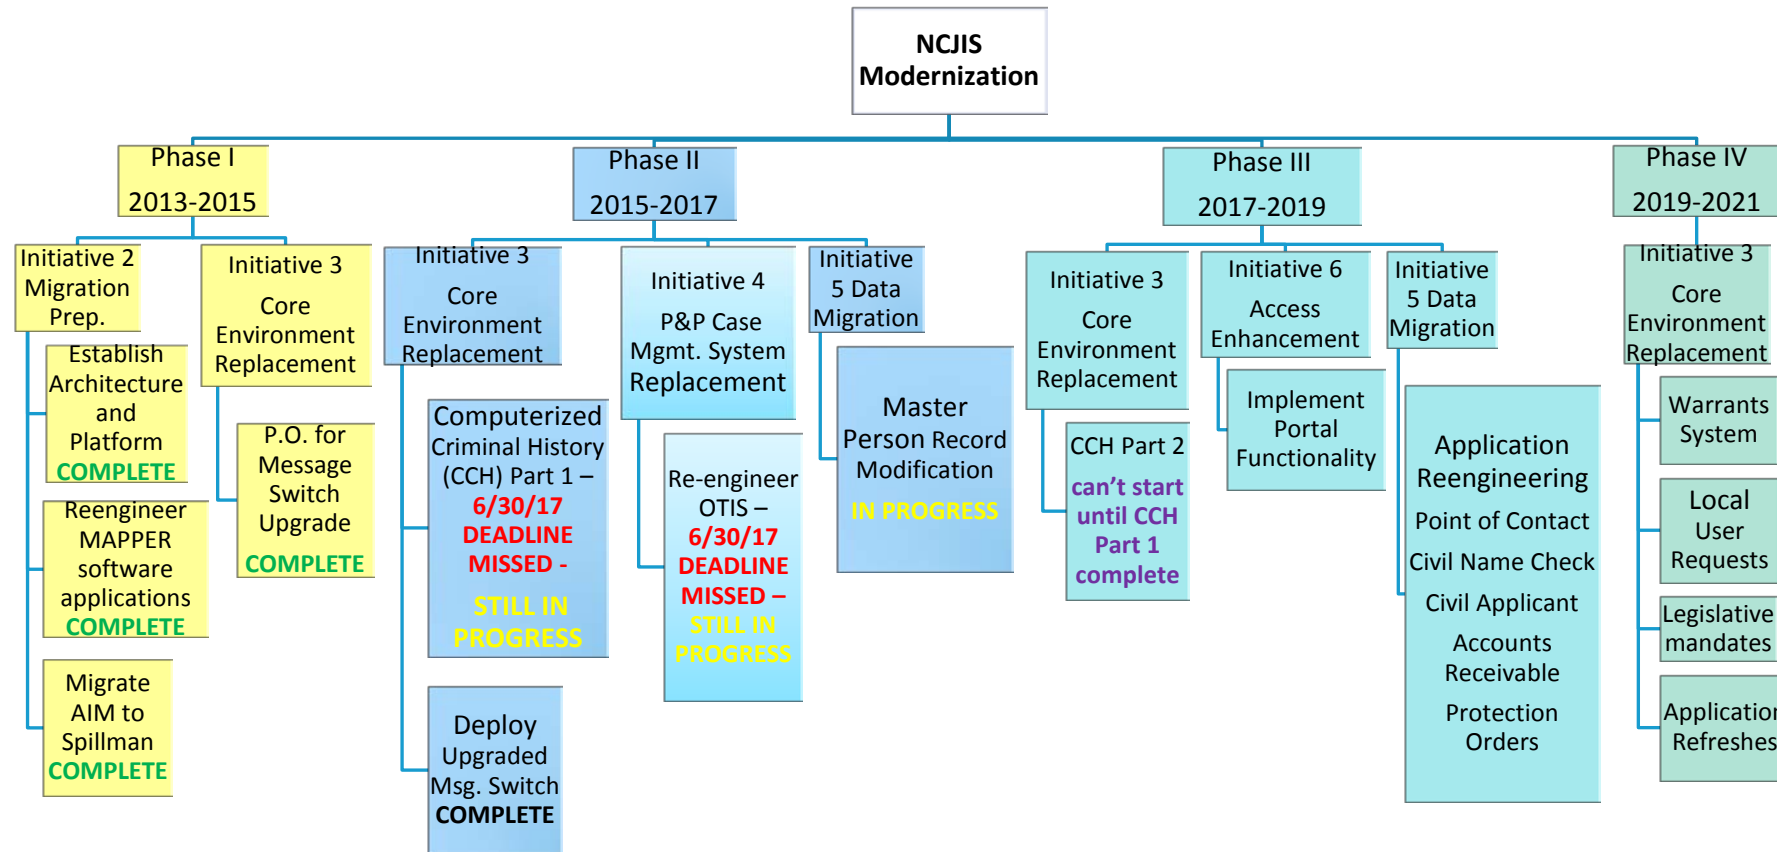 NCJIS
Modernization
Phase I
2013-2015
Initiative 2
Migration
Prep.
Establish
Architecture
and
Platform
COMPLETE
Reengineer
MAPPER
software
applications
COMPLETE
Migrate
AIM to
Spillman
COMPLETE
Initiative 3
Core
Environment
Replacement
P.O. for
Message
Switch
Upgrade
COMPLETE
Phase II
2015-2017
Initiative 3
Core
Environment
Replacement
Computerized
Criminal History
(CCH) Part 1 –
6/30/17
DEADLINE
MISSED -
STILL IN
PROGRESS
Deploy
Upgraded
Msg. Switch
COMPLETE
Initiative 4
P&P Case
Mgmt. System
Replacement
Re-engineer
OTIS –
6/30/17
DEADLINE
MISSED –
STILL IN
PROGRESS
Initiative
5 Data
Migration
Master
Person Record
Modification
IN PROGRESS
Phase III
2017-2019
Initiative 3
Core
Environment
Replacement
CCH Part 2
can't start
until CCH
Part 1
complete
Initiative 6
Access
Enhancement
Implement
Portal
Functionality
Initiative
5 Data
Migration
Application
Reengineering
Point of Contact
Civil Name Check
Civil Applicant
Accounts
Receivable
Protection
Orders
Phase IV
2019-2021
Initiative 3
Core
Environment
Replacement
Warrants
System
Local
User
Requests
Legislative
mandates
Application
Refreshes